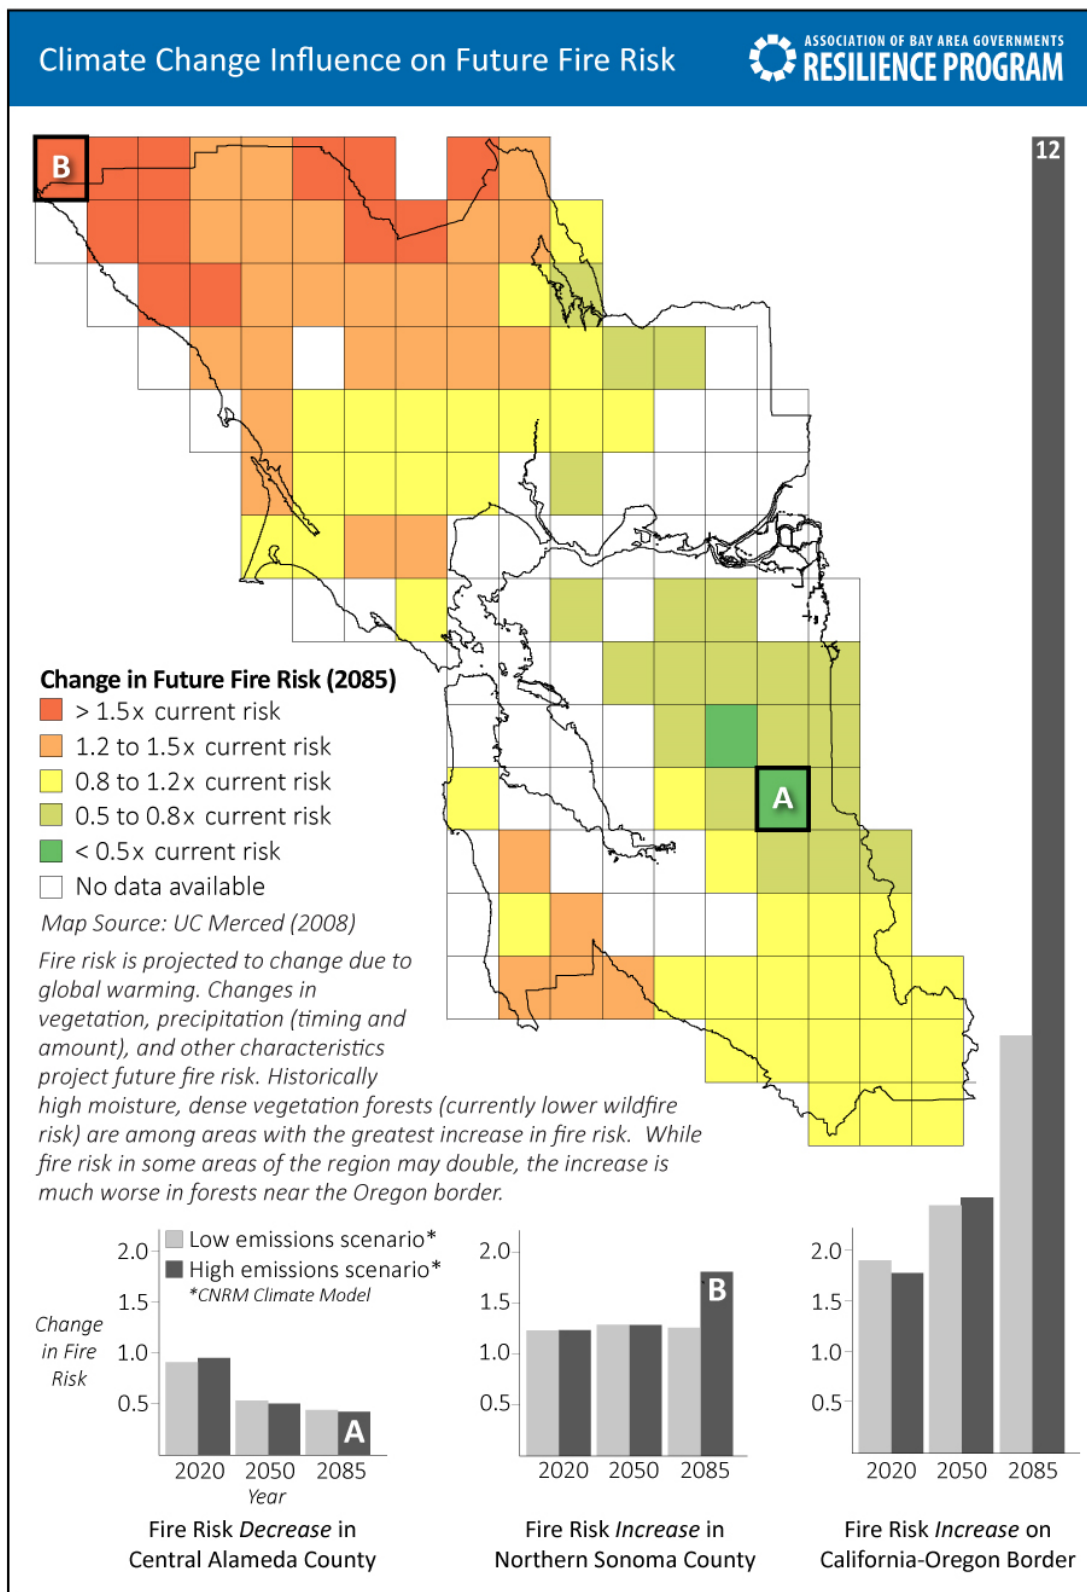 Climate Change Influence on Future Fire Risk
ASSOCIATION OF BAY AREA GOVERNMENTS
RESILIENCE PROGRAM
B
12
A
Change in Future Fire Risk (2085)
> 1.5x current risk
1.2 to 1.5x current risk
0.8 to 1.2x current risk
0.5 to 0.8x current risk
< 0.5x current risk
No data available
Map Source: UC Merced (2008)
Fire risk is projected to change due to
global warming. Changes in
vegetation, precipitation (timing and
amount), and other characteristics
project future fire risk. Historically
high moisture, dense vegetation forests (currently lower wildfire
risk) are among areas with the greatest increase in fire risk. While
fire risk in some areas of the region may double, the increase is
much worse in forests near the Oregon border.
Low emissions scenario*
High emissions scenario*
*CNRM Climate Model
Change
in Fire
Risk
2.0
1.5
1.0
0.5
A
2020 2050 2085
Year
Fire Risk Decrease in
Central Alameda County
2.0
1.5
1.0
0.5
B
2020 2050 2085
Fire Risk Increase in
Northern Sonoma County
2.0
1.5
1.0
0.5
2020 2050 2085
Fire Risk Increase on
California-Oregon Border